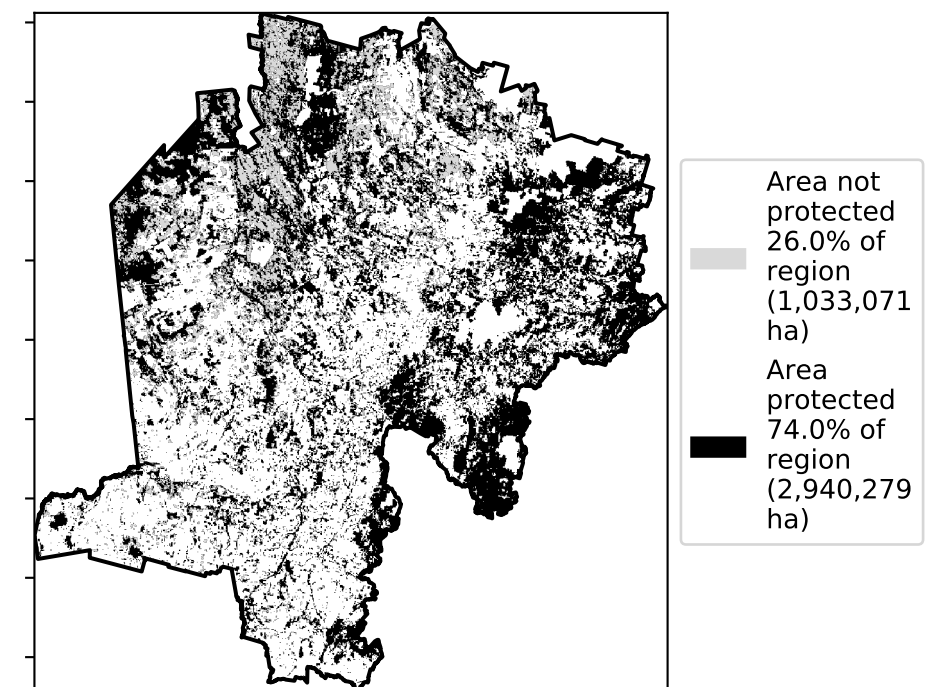 Area not
protected
26.0% of
region
(1,033,071
ha)
Area
protected
74.0% of
region
(2,940,279
ha)